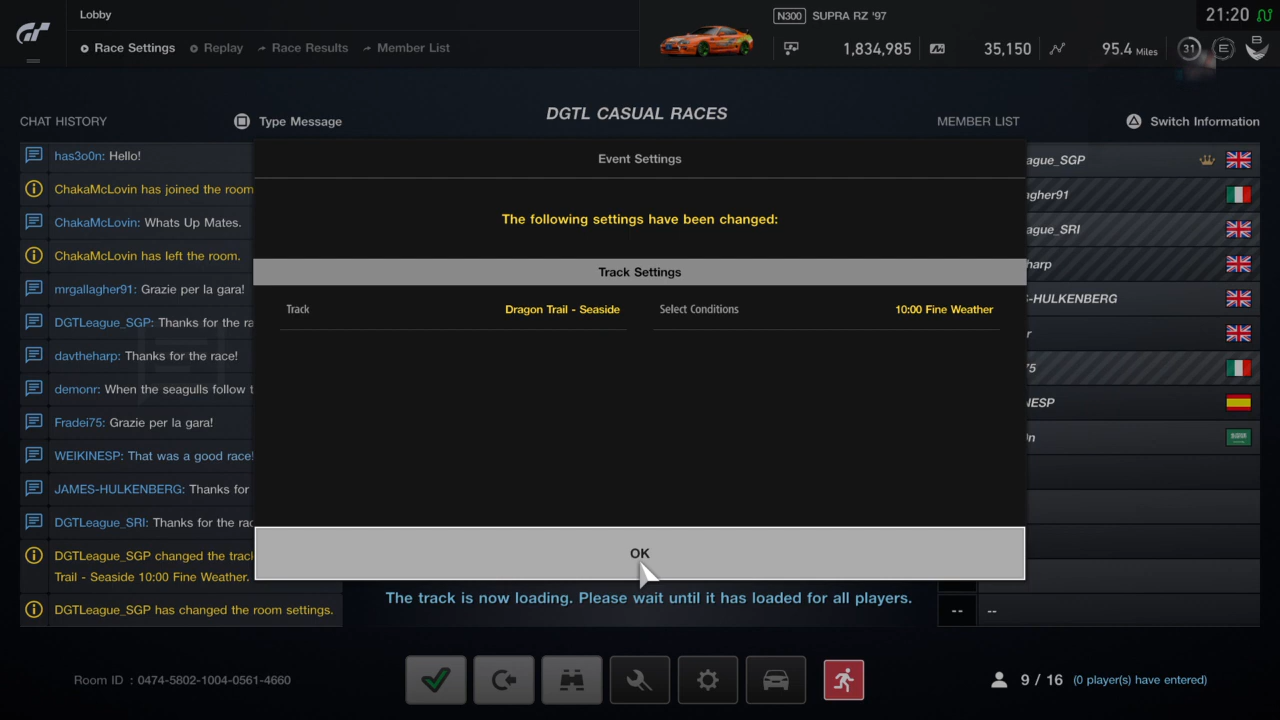 Lobby
Race Settings Replay Race Results Member List
N300 SUPRA RZ '97
1,834,985 35,150 95.4 Miles 31 E B
21:20
CHAT HISTORY Type Message
DGTL CASUAL RACES
MEMBER LIST Switch Information
has3o0n: Hello!
ChakaMcLovin has joined the room
ChakaMcLovin: Whats Up Mates.
ChakaMcLovin has left the room.
mrgallagher91: Grazie per la gara!
DGTLeague_SGP: Thanks for the ra
davtheharp: Thanks for the race!
demonr: When the seagulls follow t
Fradei75: Grazie per la gara!
WEIKINESP: That was a good race!
JAMES-HULKENBERG: Thanks for
DGTLeague_SRI: Thanks for the rac
DGTLeague_SGP changed the track
Trail - Seaside 10:00 Fine Weather.
DGTLeague_SGP has changed the room settings.
Event Settings
The following settings have been changed:
Track Settings
Track Dragon Trail - Seaside
Select Conditions 10:00 Fine Weather
OK
The track is now loading. Please wait until it has loaded for all players.
ague_SGP
gher91
ague_SRI
harp
-HULKENBERG
r
75
NESP
0n
-- --
Room ID : 0474-5802-1004-0561-4660
9 / 16 (0 player(s) have entered)